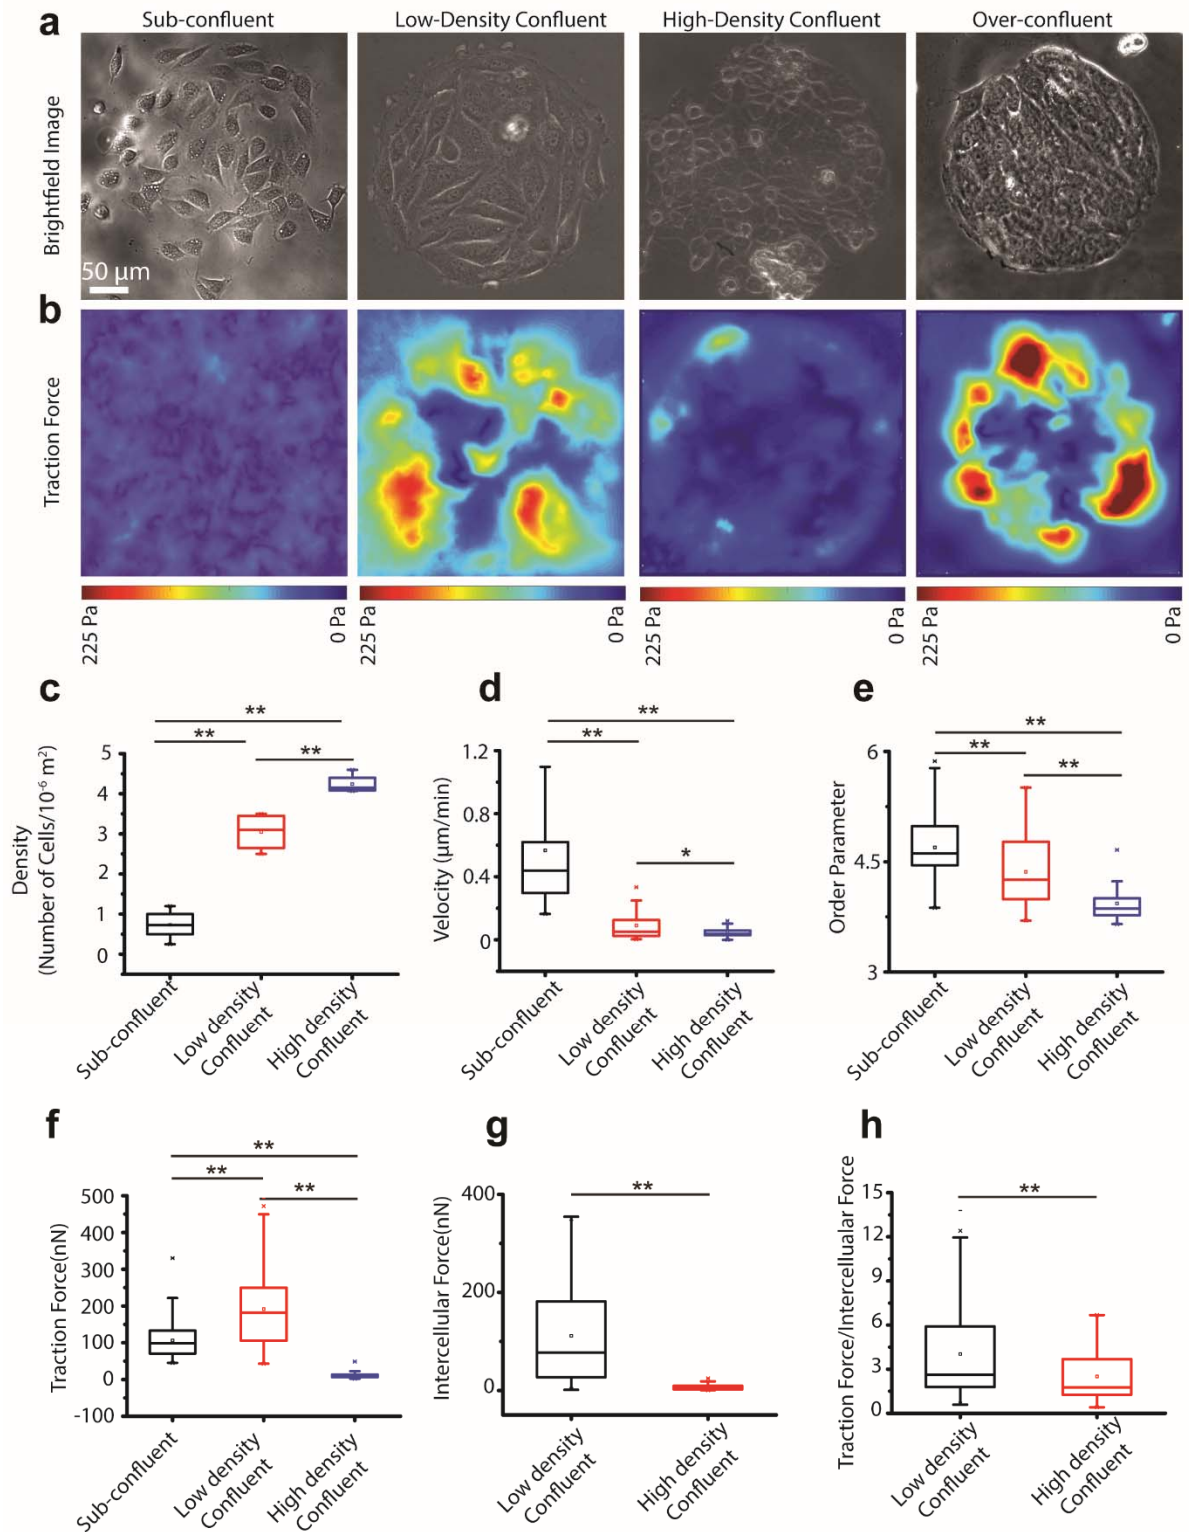 a
Sub-confluent
Low-Density Confluent
High-Density Confluent
Over-confluent
Brightfield Image
50 µm
b
Traction Force
225 Pa
0 Pa
225 Pa
0 Pa
225 Pa
0 Pa
225 Pa
0 Pa
c
**
**
**
Density
(Number of Cells/10⁻⁶ m²)
5
4
3
2
1
0
Sub-confluent
Low density
Confluent
High density
Confluent
d
**
**
*
Velocity (µm/min)
1.2
0.8
0.4
0
Sub-confluent
Low density
Confluent
High density
Confluent
e
**
**
**
Order Parameter
6
4.5
3
Sub-confluent
Low density
Confluent
High density
Confluent
f
**
**
**
Traction Force(nN)
500
400
300
200
100
0
-100
Sub-confluent
Low density
Confluent
High density
Confluent
g
**
Intercellular Force(nN)
400
200
0
Low density
Confluent
High density
Confluent
h
**
Traction Force/Intercellualar Force
15
12
9
6
3
0
Low density
Confluent
High density
Confluent